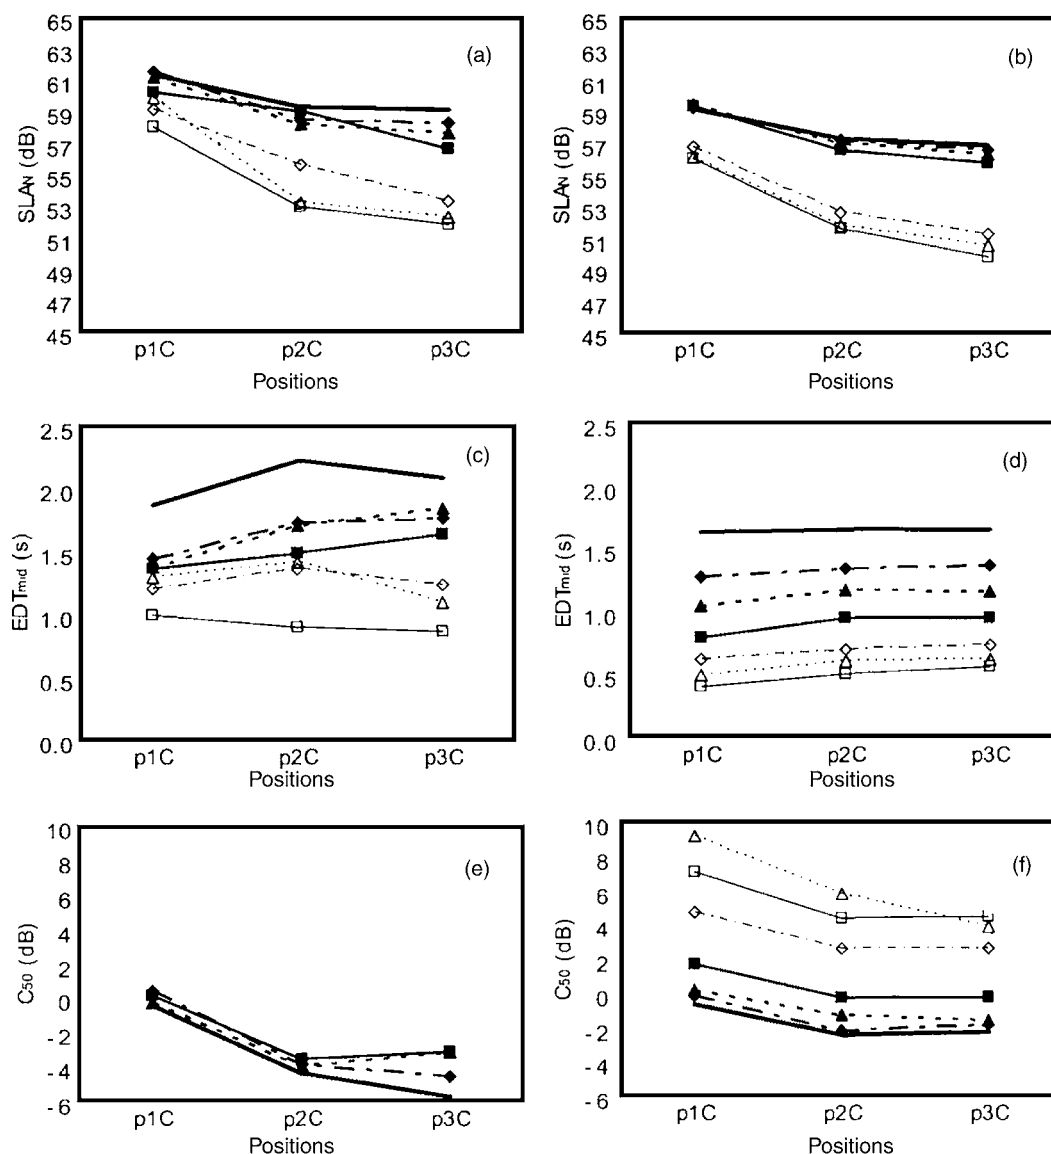 65
63
61
59
57
55
53
51
49
47
45
SLAN (dB)
(a)
p1C p2C p3C
Positions
65
63
61
59
57
55
53
51
49
47
45
SLAN (dB)
(b)
p1C p2C p3C
Positions
2.5
2.0
1.5
1.0
0.5
0.0
EDTmid (s)
(c)
p1C p2C p3C
Positions
2.5
2.0
1.5
1.0
0.5
0.0
EDTmid (s)
(d)
p1C p2C p3C
Positions
10
8
6
4
2
0
-2
-4
-6
C50 (dB)
(e)
p1C p2C p3C
Positions
10
8
6
4
2
0
-2
-4
-6
C50 (dB)
(f)
p1C p2C p3C
Positions